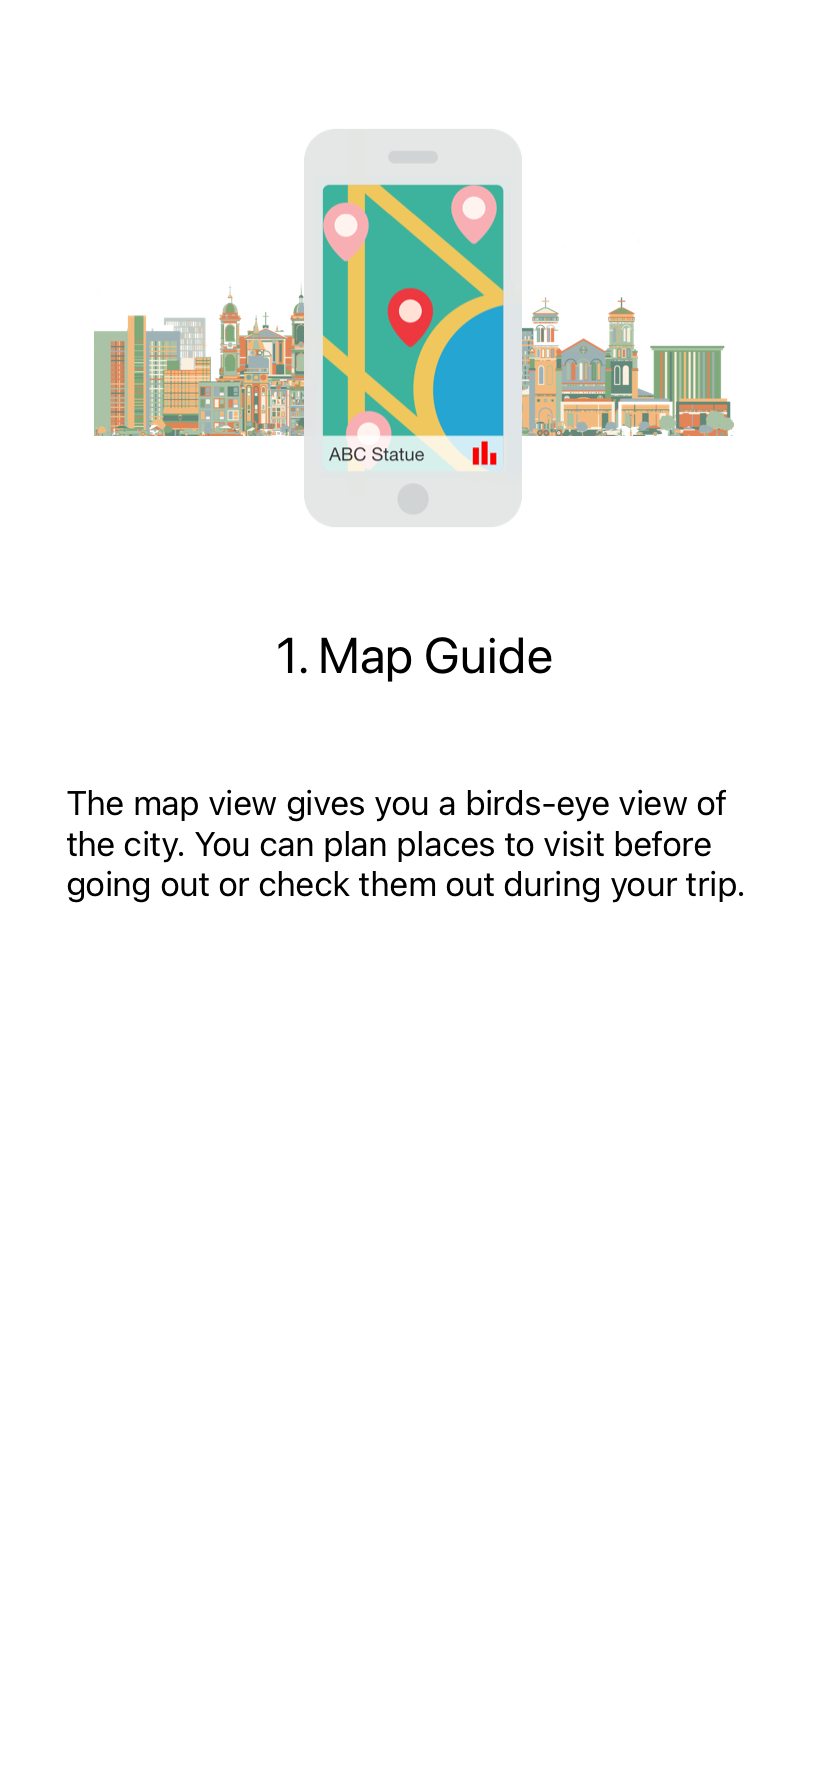 ABC Statue
1. Map Guide
The map view gives you a birds-eye view of
the city. You can plan places to visit before
going out or check them out during your trip.